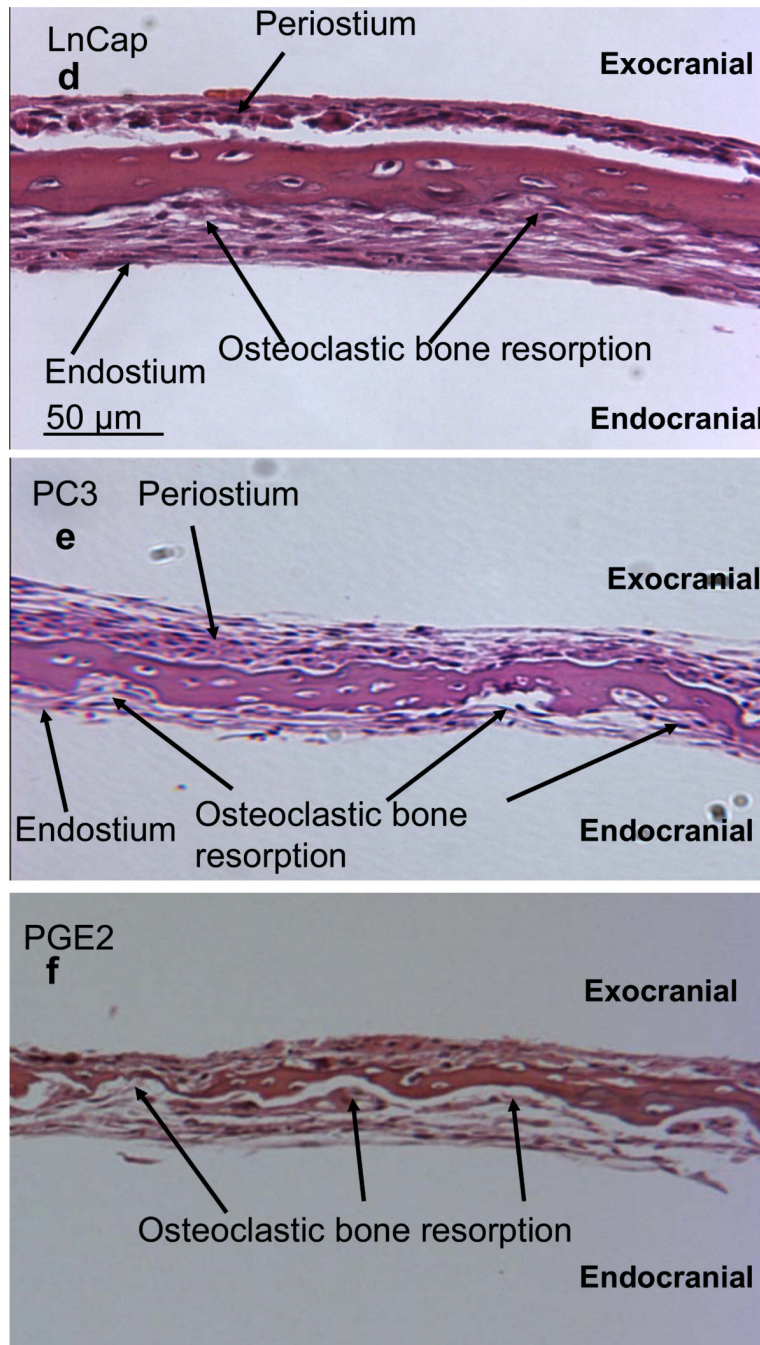 LnCap
Periostium
d
Exocranial
Osteoclastic bone resorption
Endostium
50 µm
Endocranial
PC3
Periostium
e
Exocranial
Endostium
Osteoclastic bone
resorption
Endocranial
PGE2
f
Exocranial
Osteoclastic bone resorption
Endocranial